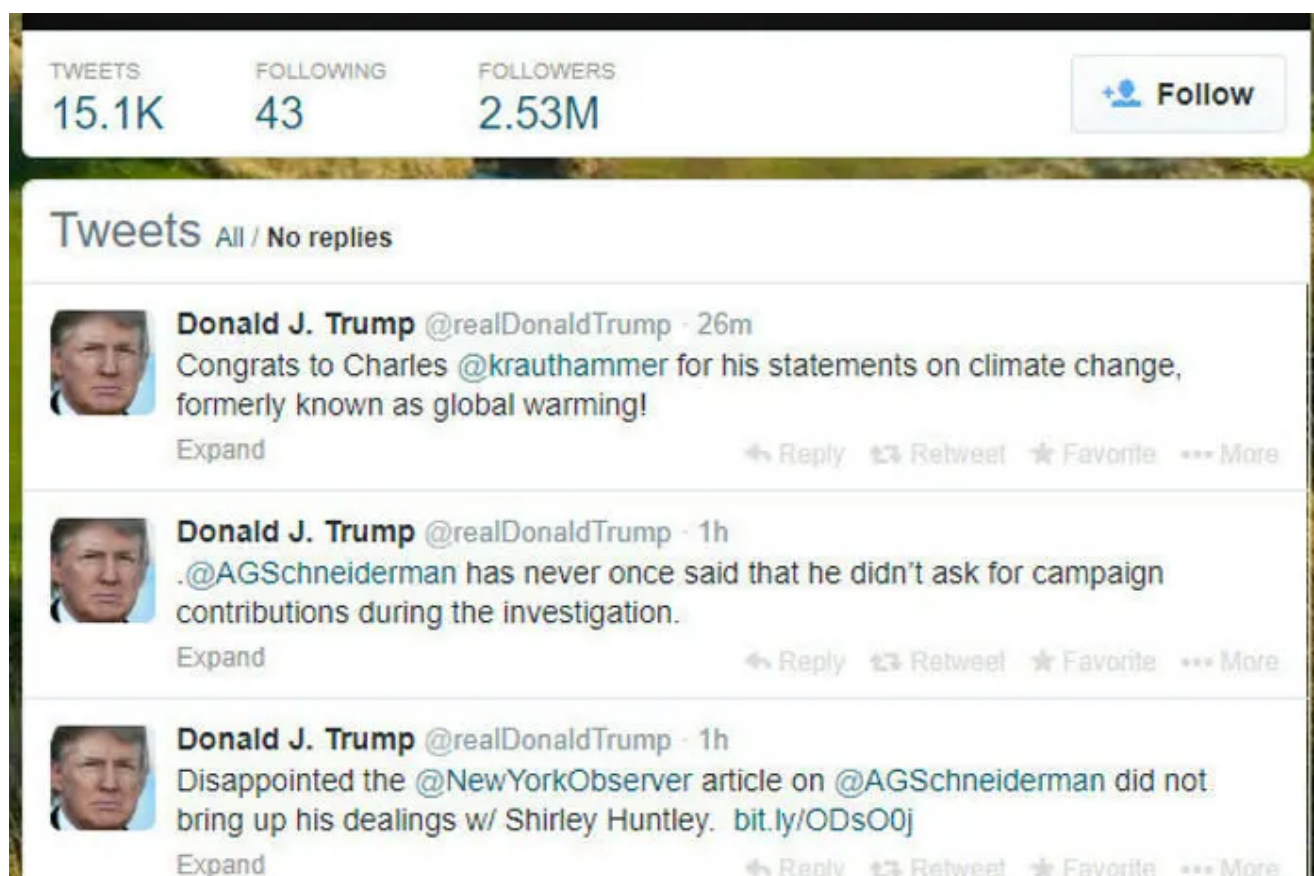 TWEETS FOLLOWING FOLLOWERS
15.1K 43 2.53M Follow
Tweets All / No replies
Donald J. Trump @realDonaldTrump · 26m
Congrats to Charles @krauthammer for his statements on climate change,
formerly known as global warming!
Expand Reply Retweet Favorite More
Donald J. Trump @realDonaldTrump · 1h
.@AGSchneiderman has never once said that he didn't ask for campaign
contributions during the investigation.
Expand Reply Retweet Favorite More
Donald J. Trump @realDonaldTrump · 1h
Disappointed the @NewYorkObserver article on @AGSchneiderman did not
bring up his dealings w/ Shirley Huntley. bit.ly/ODsO0j
Expand Reply Retweet Favorite More